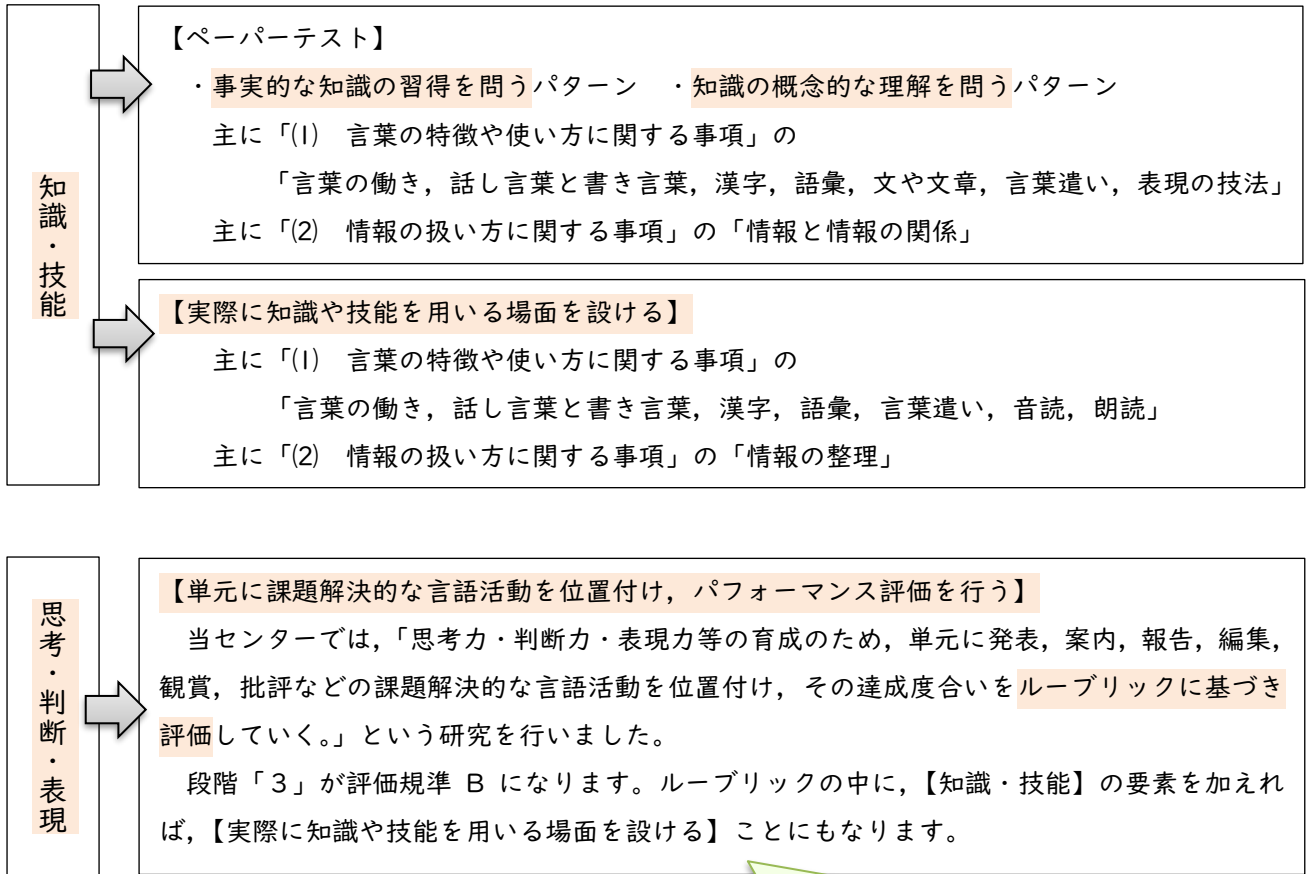 知識・技能
【ペーパーテスト】
・事実的な知識の習得を問うパターン　・知識の概念的な理解を問うパターン
主に「⑴　言葉の特徴や使い方に関する事項」の
「言葉の働き，話し言葉と書き言葉，漢字，語彙，文や文章，言葉遣い，表現の技法」
主に「⑵　情報の扱い方に関する事項」の「情報と情報の関係」
【実際に知識や技能を用いる場面を設ける】
主に「⑴　言葉の特徴や使い方に関する事項」の
「言葉の働き，話し言葉と書き言葉，漢字，語彙，言葉遣い，音読，朗読」
主に「⑵　情報の扱い方に関する事項」の「情報の整理」
思考・判断・表現
【単元に課題解決的な言語活動を位置付け，パフォーマンス評価を行う】
当センターでは，「思考力・判断力・表現力等の育成のため，単元に発表，案内，報告，編集，
観賞，批評などの課題解決的な言語活動を位置付け，その達成度合いをルーブリックに基づき
評価していく。」という研究を行いました。
段階「３」が評価規準 B になります。ルーブリックの中に，【知識・技能】の要素を加えれ
ば，【実際に知識や技能を用いる場面を設ける】ことにもなります。